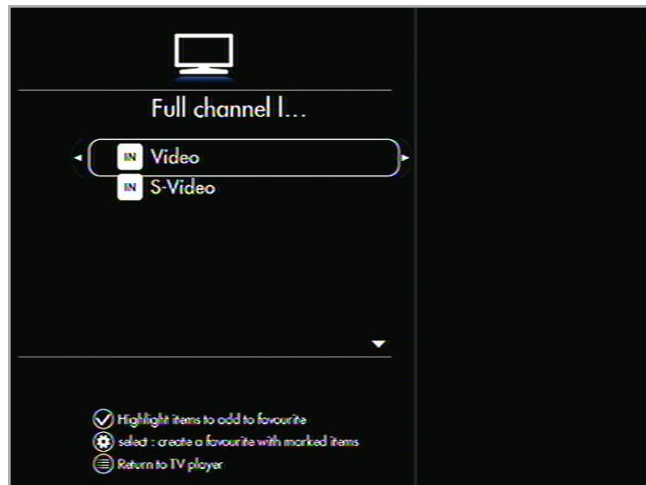 Full channel l...
IN Video
IN S-Video
Highlight items to add to favourite
select : create a favourite with marked items
Return to TV player